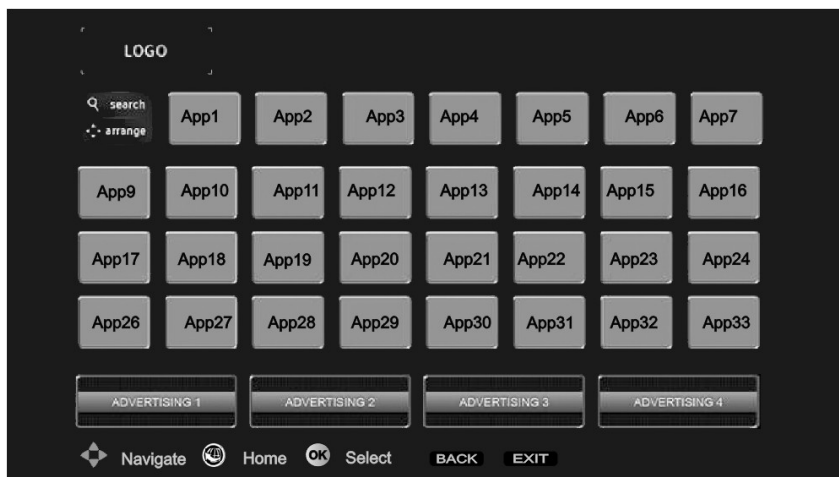 LOGO
search
arrange
App1 App2 App3 App4 App5 App6 App7
App9 App10 App11 App12 App13 App14 App15 App16
App17 App18 App19 App20 App21 App22 App23 App24
App26 App27 App28 App29 App30 App31 App32 App33
ADVERTISING 1 ADVERTISING 2 ADVERTISING 3 ADVERTISING 4
Navigate Home OK Select BACK EXIT